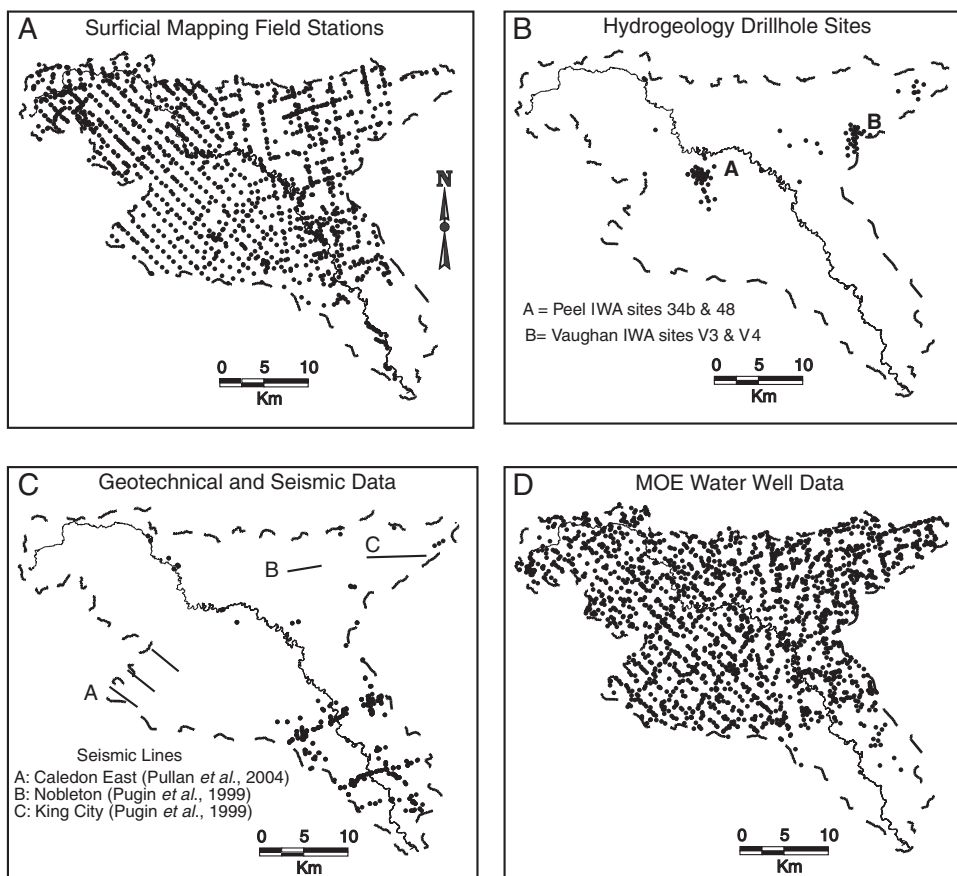 A
Surficial Mapping Field Stations
N
0 5 10
Km
B
Hydrogeology Drillhole Sites
B
A
A = Peel IWA sites 34b & 48
B= Vaughan IWA sites V3 & V4
0 5 10
Km
C
Geotechnical and Seismic Data
C
B
A
Seismic Lines
A: Caledon East (Pullan et al., 2004)
B: Nobleton (Pugin et al., 1999)
C: King City (Pugin et al., 1999)
0 5 10
Km
D
MOE Water Well Data
0 5 10
Km